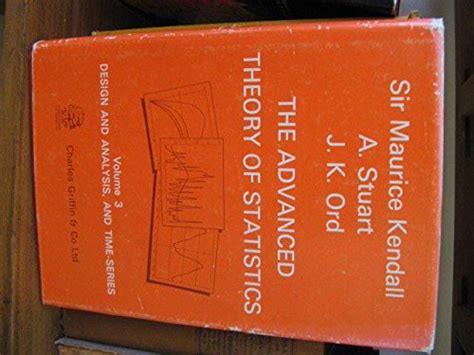 Sir Maurice Kendall
A. Stuart
J. K. Ord
THE ADVANCED
THEORY OF STATISTICS
Volume 3
DESIGN AND ANALYSIS, AND TIME-SERIES
Charles Griffin & Co Ltd